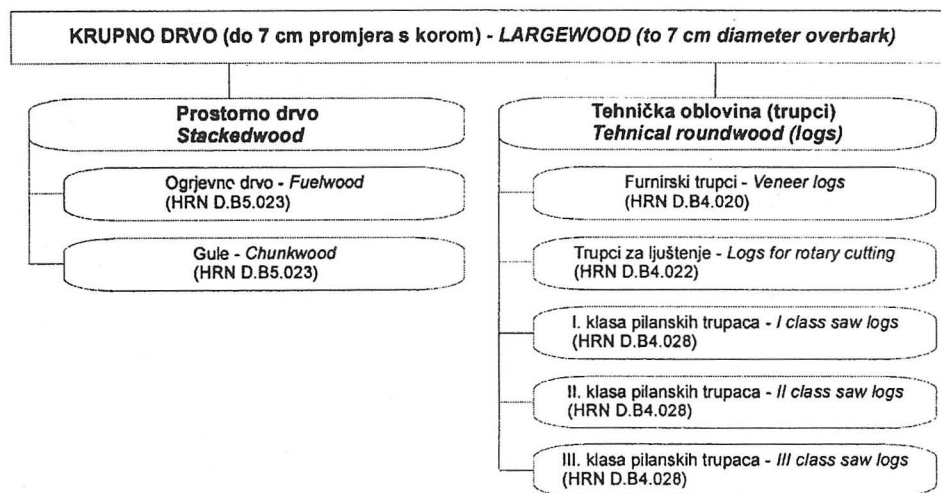 KRUPNO DRVO (do 7 cm promjera s korom) - LARGEWOOD (to 7 cm diameter overbark)
Prostorno drvo
Stackedwood
Ogrjevno drvo - Fuelwood
(HRN D.B5.023)
Gule - Chunkwood
(HRN D.B5.023)
Tehnička oblovina (trupci)
Tehnical roundwood (logs)
Furnirski trupci - Veneer logs
(HRN D.B4.020)
Trupci za ljuštenje - Logs for rotary cutting
(HRN D.B4.022)
I. klasa pilanskih trupaca - I class saw logs
(HRN D.B4.028)
II. klasa pilanskih trupaca - II class saw logs
(HRN D.B4.028)
III. klasa pilanskih trupaca - III class saw logs
(HRN D.B4.028)